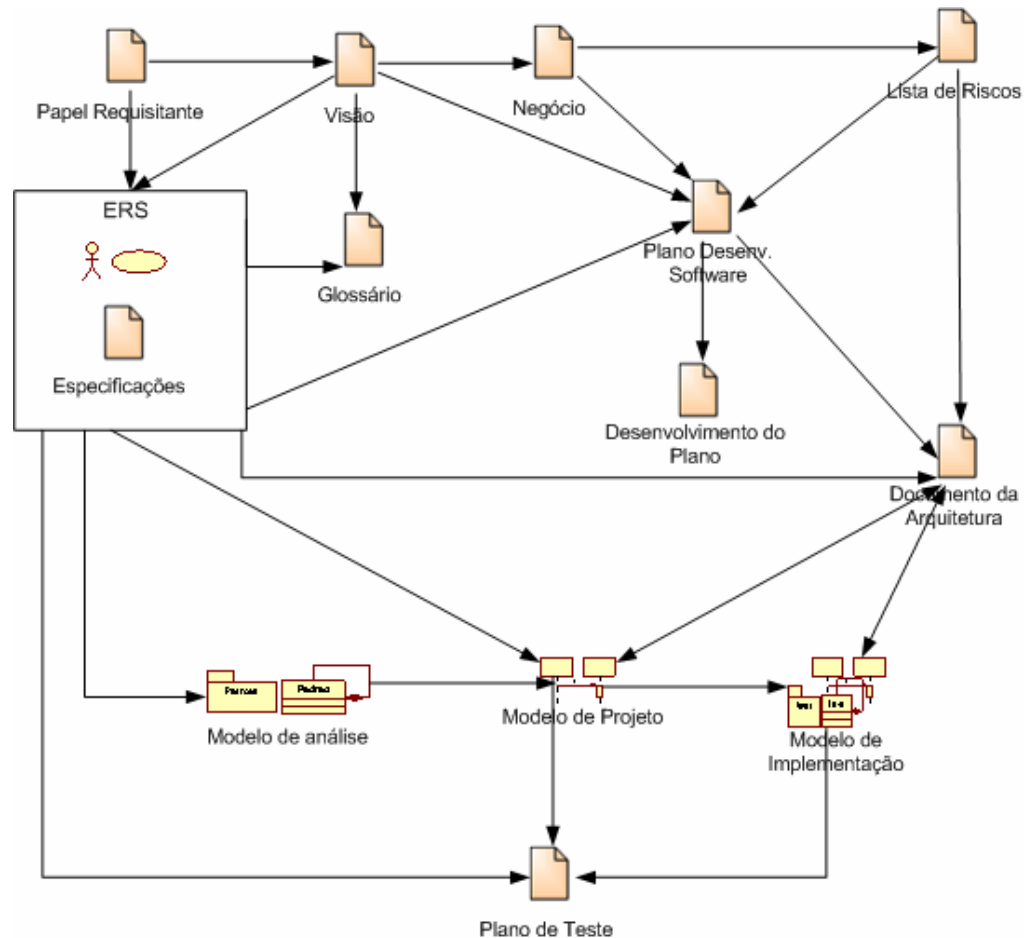 Papel Requisitante
Visão
Negócio
Lista de Riscos
ERS
Especificações
Glossário
Plano Desenv.
Software
Desenvolvimento do
Plano
Documento da
Arquitetura
Modelo de análise
Modelo de Projeto
Modelo de
Implementação
Plano de Teste